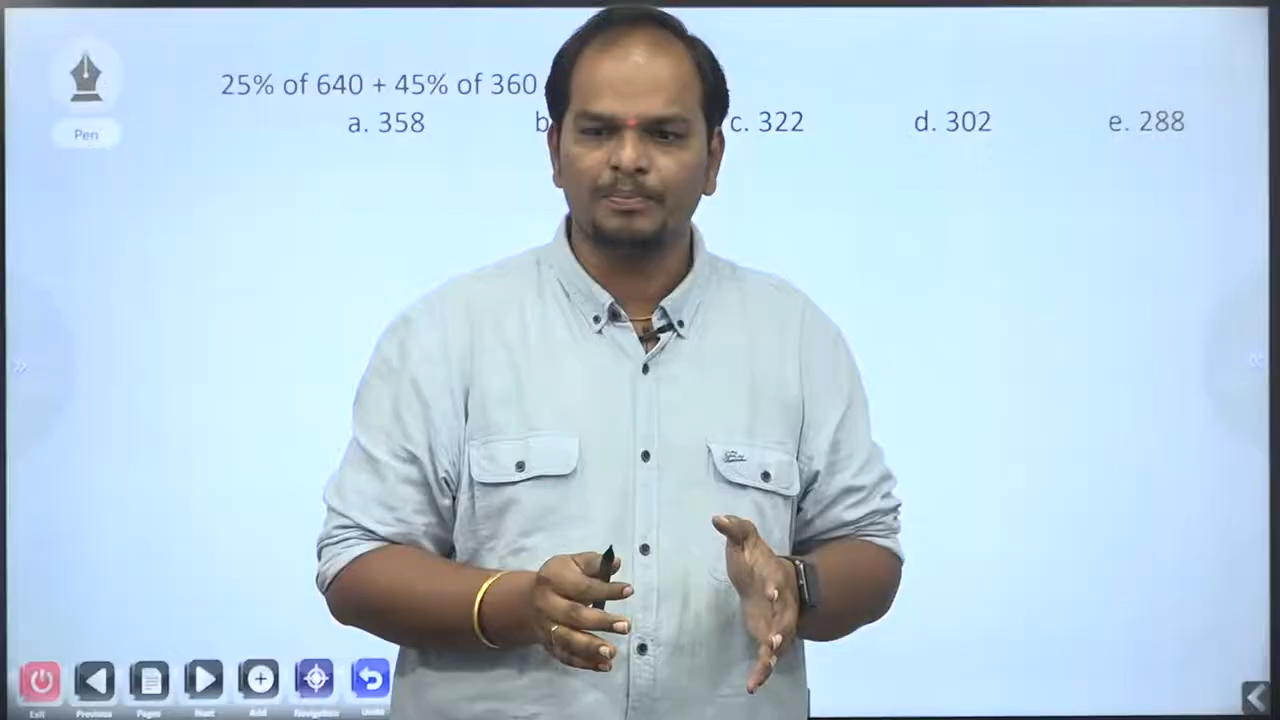 25% of 640 + 45% of 360
a. 358 b c. 322 d. 302 e. 288
Pen
Exit Previous Pages Next Add Navigation Undo